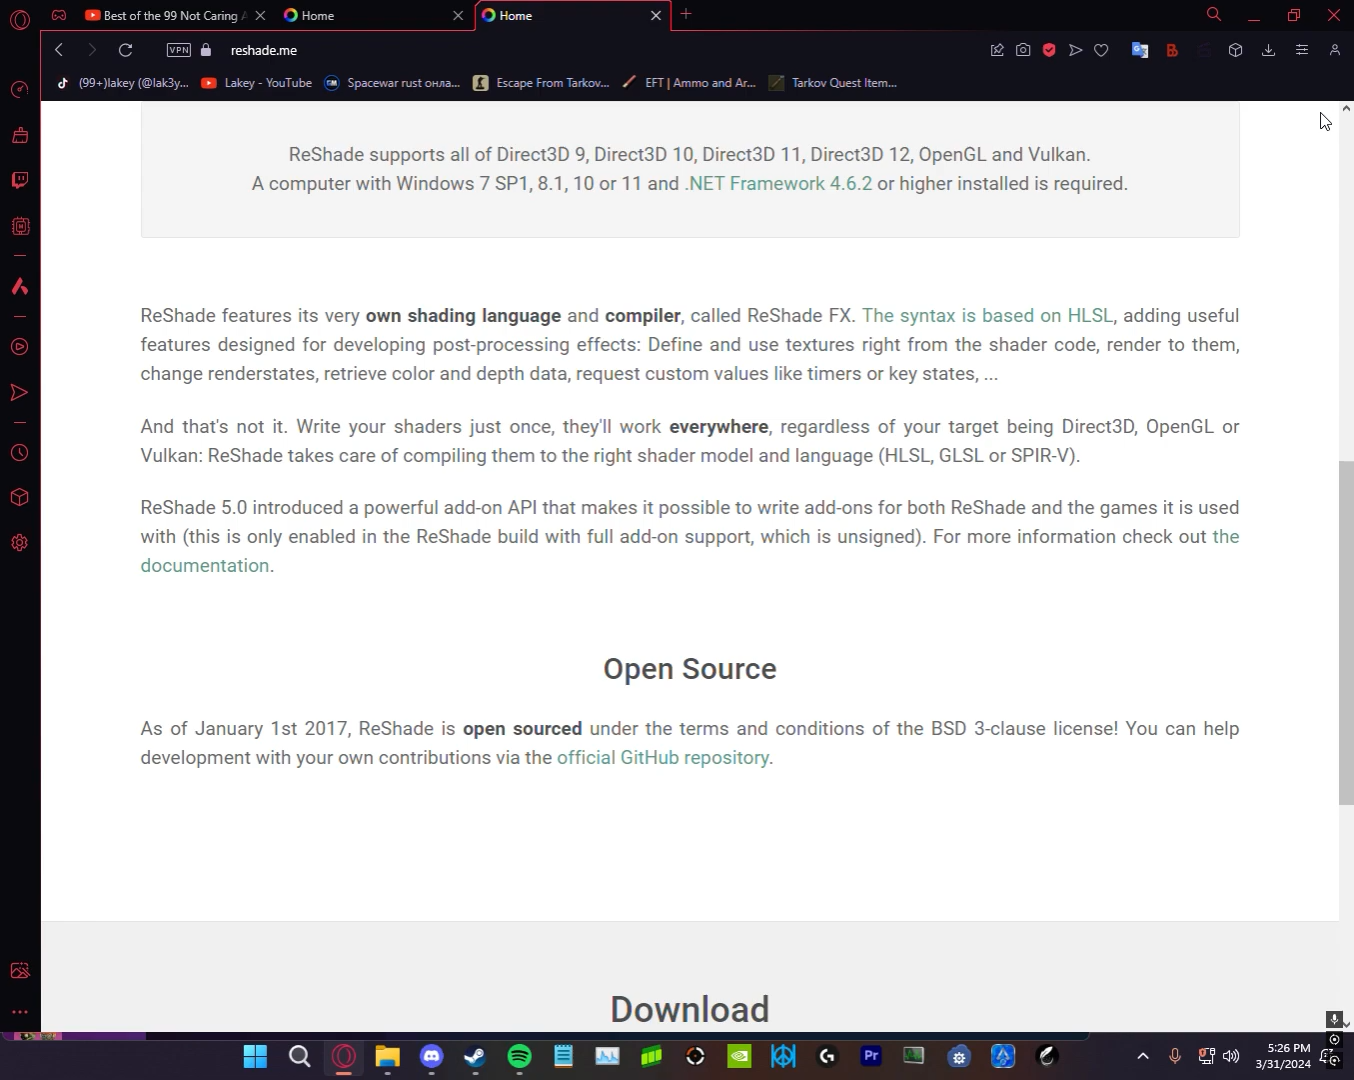 Best of the 99 Not Caring
Home
Home
VPN
reshade.me
(99+)lakey (@lak3y...
Lakey - YouTube
Spacewar rust онла...
Escape From Tarkov...
EFT | Ammo and Ar...
Tarkov Quest Item...
ReShade supports all of Direct3D 9, Direct3D 10, Direct3D 11, Direct3D 12, OpenGL and Vulkan.
A computer with Windows 7 SP1, 8.1, 10 or 11 and .NET Framework 4.6.2 or higher installed is required.
ReShade features its very own shading language and compiler, called ReShade FX. The syntax is based on HLSL, adding useful
features designed for developing post-processing effects: Define and use textures right from the shader code, render to them,
change renderstates, retrieve color and depth data, request custom values like timers or key states, ...
And that's not it. Write your shaders just once, they'll work everywhere, regardless of your target being Direct3D, OpenGL or
Vulkan: ReShade takes care of compiling them to the right shader model and language (HLSL, GLSL or SPIR-V).
ReShade 5.0 introduced a powerful add-on API that makes it possible to write add-ons for both ReShade and the games it is used
with (this is only enabled in the ReShade build with full add-on support, which is unsigned). For more information check out the
documentation.
Open Source
As of January 1st 2017, ReShade is open sourced under the terms and conditions of the BSD 3-clause license! You can help
development with your own contributions via the official GitHub repository.
Download
Pr
5:26 PM
3/31/2024